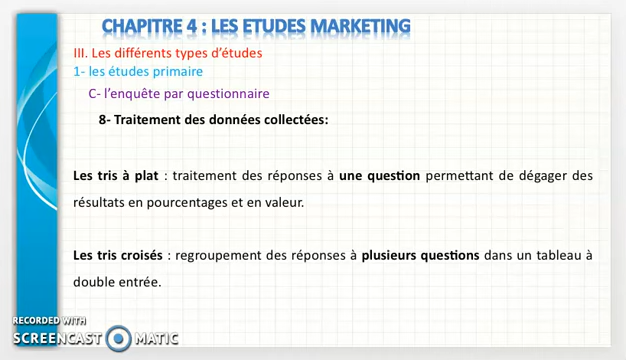 CHAPITRE 4 : LES ETUDES MARKETING
III. Les différents types d'études
1- les études primaire
C- l'enquête par questionnaire
8- Traitement des données collectées:
Les tris à plat : traitement des réponses à une question permettant de dégager des
résultats en pourcentages et en valeur.
Les tris croisés : regroupement des réponses à plusieurs questions dans un tableau à
double entrée.
RECORDED WITH
SCREENCAST MATIC